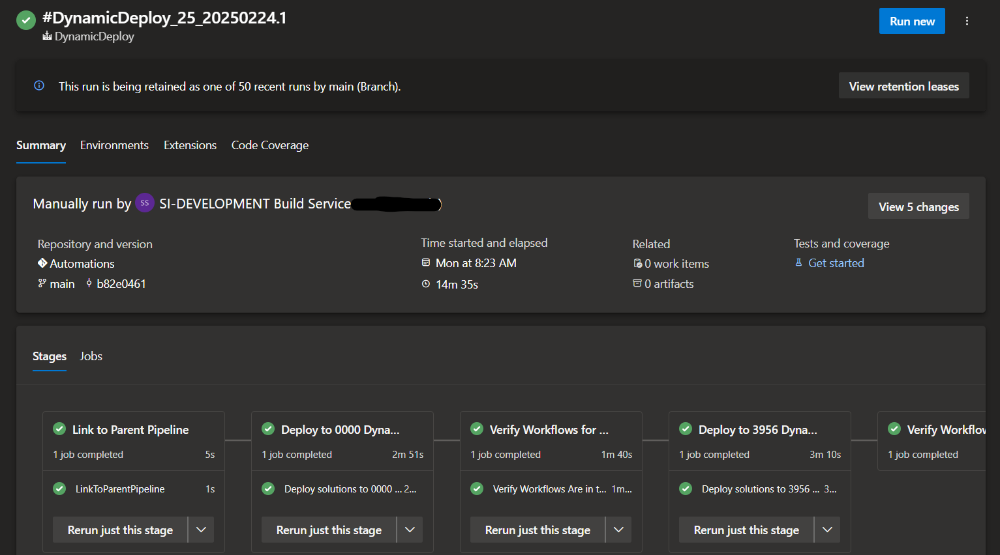 #DynamicDeploy_25_20250224.1
DynamicDeploy
Run new
This run is being retained as one of 50 recent runs by main (Branch).
View retention leases
Summary Environments Extensions Code Coverage
Manually run by SS SI-DEVELOPMENT Build Service
View 5 changes
Repository and version
Automations
main b82e0461
Time started and elapsed
Mon at 8:23 AM
14m 35s
Related
0 work items
0 artifacts
Tests and coverage
Get started
Stages Jobs
Link to Parent Pipeline
1 job completed 5s
LinkToParentPipeline 1s
Rerun just this stage
Deploy to 0000 Dyna...
1 job completed 2m 51s
Deploy solutions to 0000 ... 2...
Rerun just this stage
Verify Workflows for ...
1 job completed 1m 40s
Verify Workflows Are in t... 1m...
Rerun just this stage
Deploy to 3956 Dyna...
1 job completed 3m 10s
Deploy solutions to 3956 ... 3...
Rerun just this stage
Verify Workflow
1 job completed